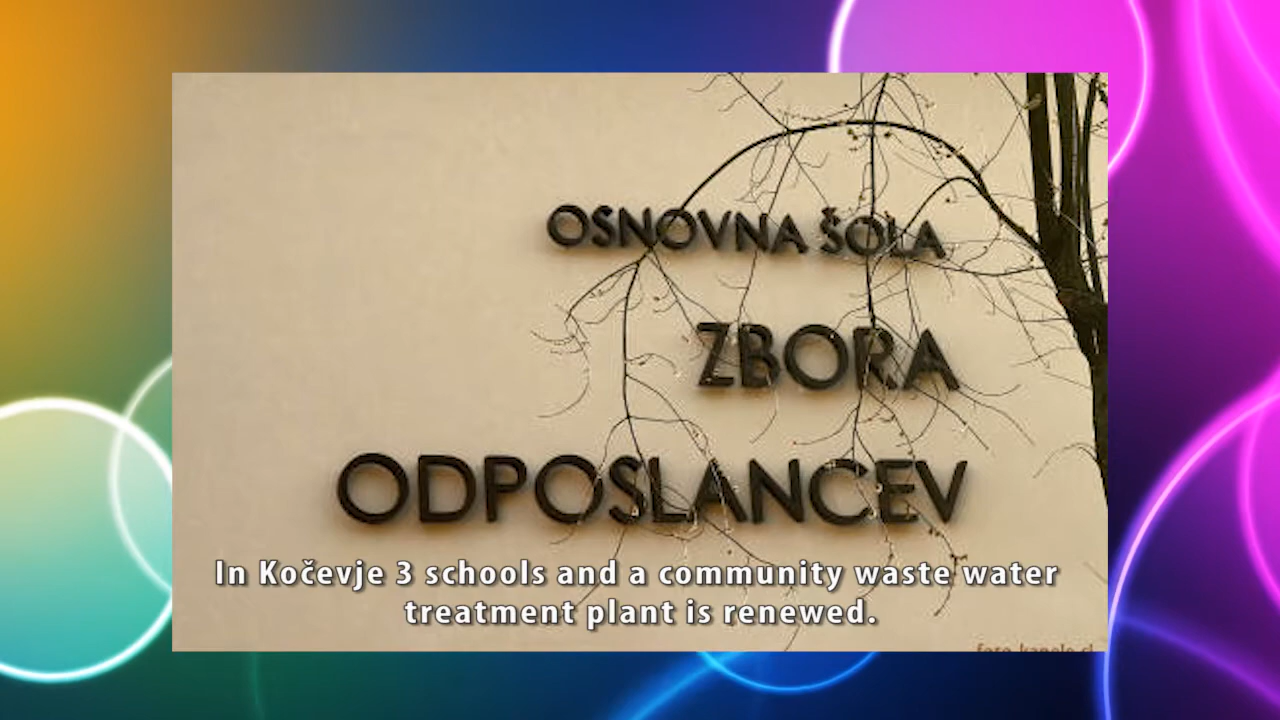 OSNOVNA ŠOLA
ZBORA
ODPOSLANCEV
In Kočevje 3 schools and a community waste water
treatment plant is renewed.